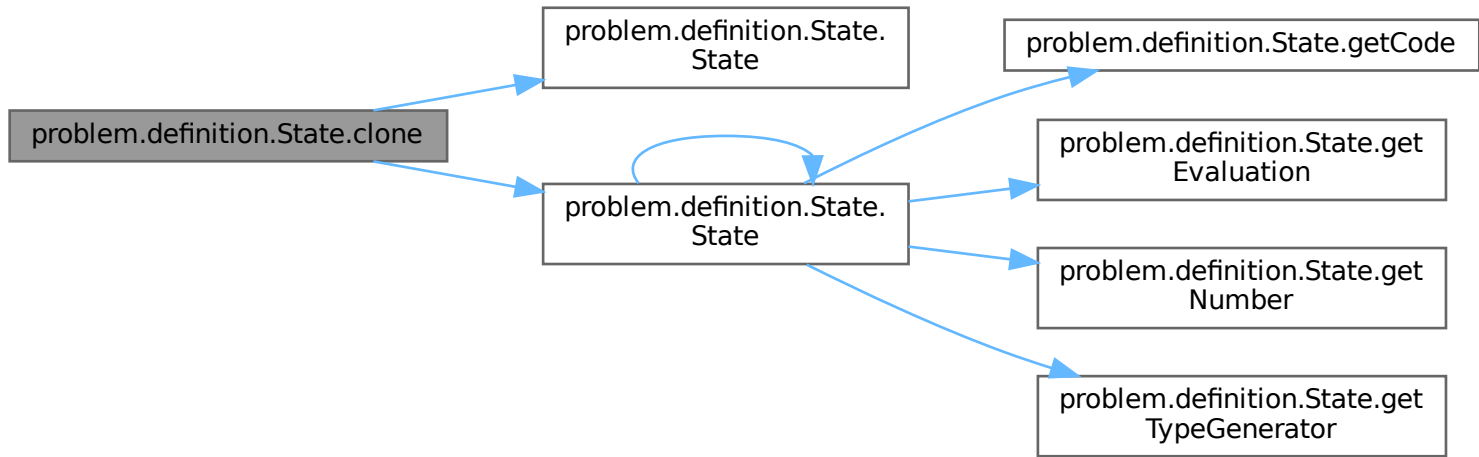 problem.definition.State.clone
problem.definition.State.
State
problem.definition.State.
State
problem.definition.State.getCode
problem.definition.State.get
Evaluation
problem.definition.State.get
Number
problem.definition.State.get
TypeGenerator